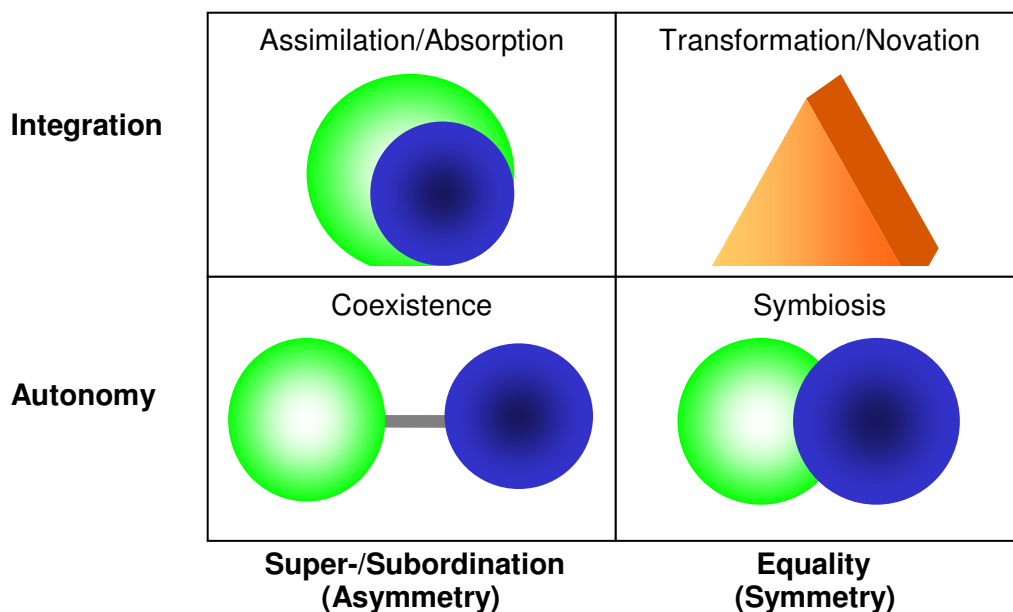 Assimilation/Absorption
Transformation/Novation
Integration
Coexistence
Symbiosis
Autonomy
Super-/Subordination
(Asymmetry)
Equality
(Symmetry)